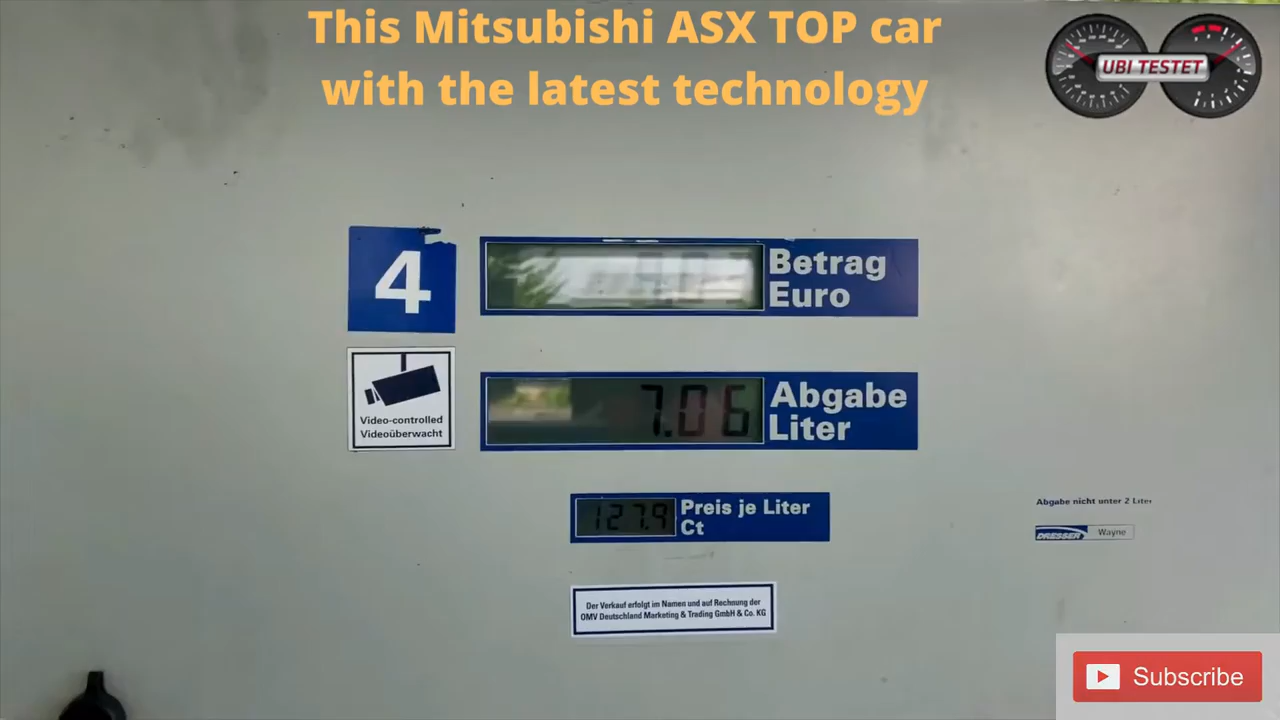 This Mitsubishi ASX TOP car
with the latest technology
UBI TESTET
4
Betrag
Euro
Video-controlled
Videoüberwacht
7.06
Abgabe
Liter
127.9
Preis je Liter
Ct
Abgabe nicht unter 2 Liter
DRESSER Wayne
Der Verkauf erfolgt im Namen und auf Rechnung der
OMV Deutschland Marketing & Trading GmbH & Co. KG
Subscribe